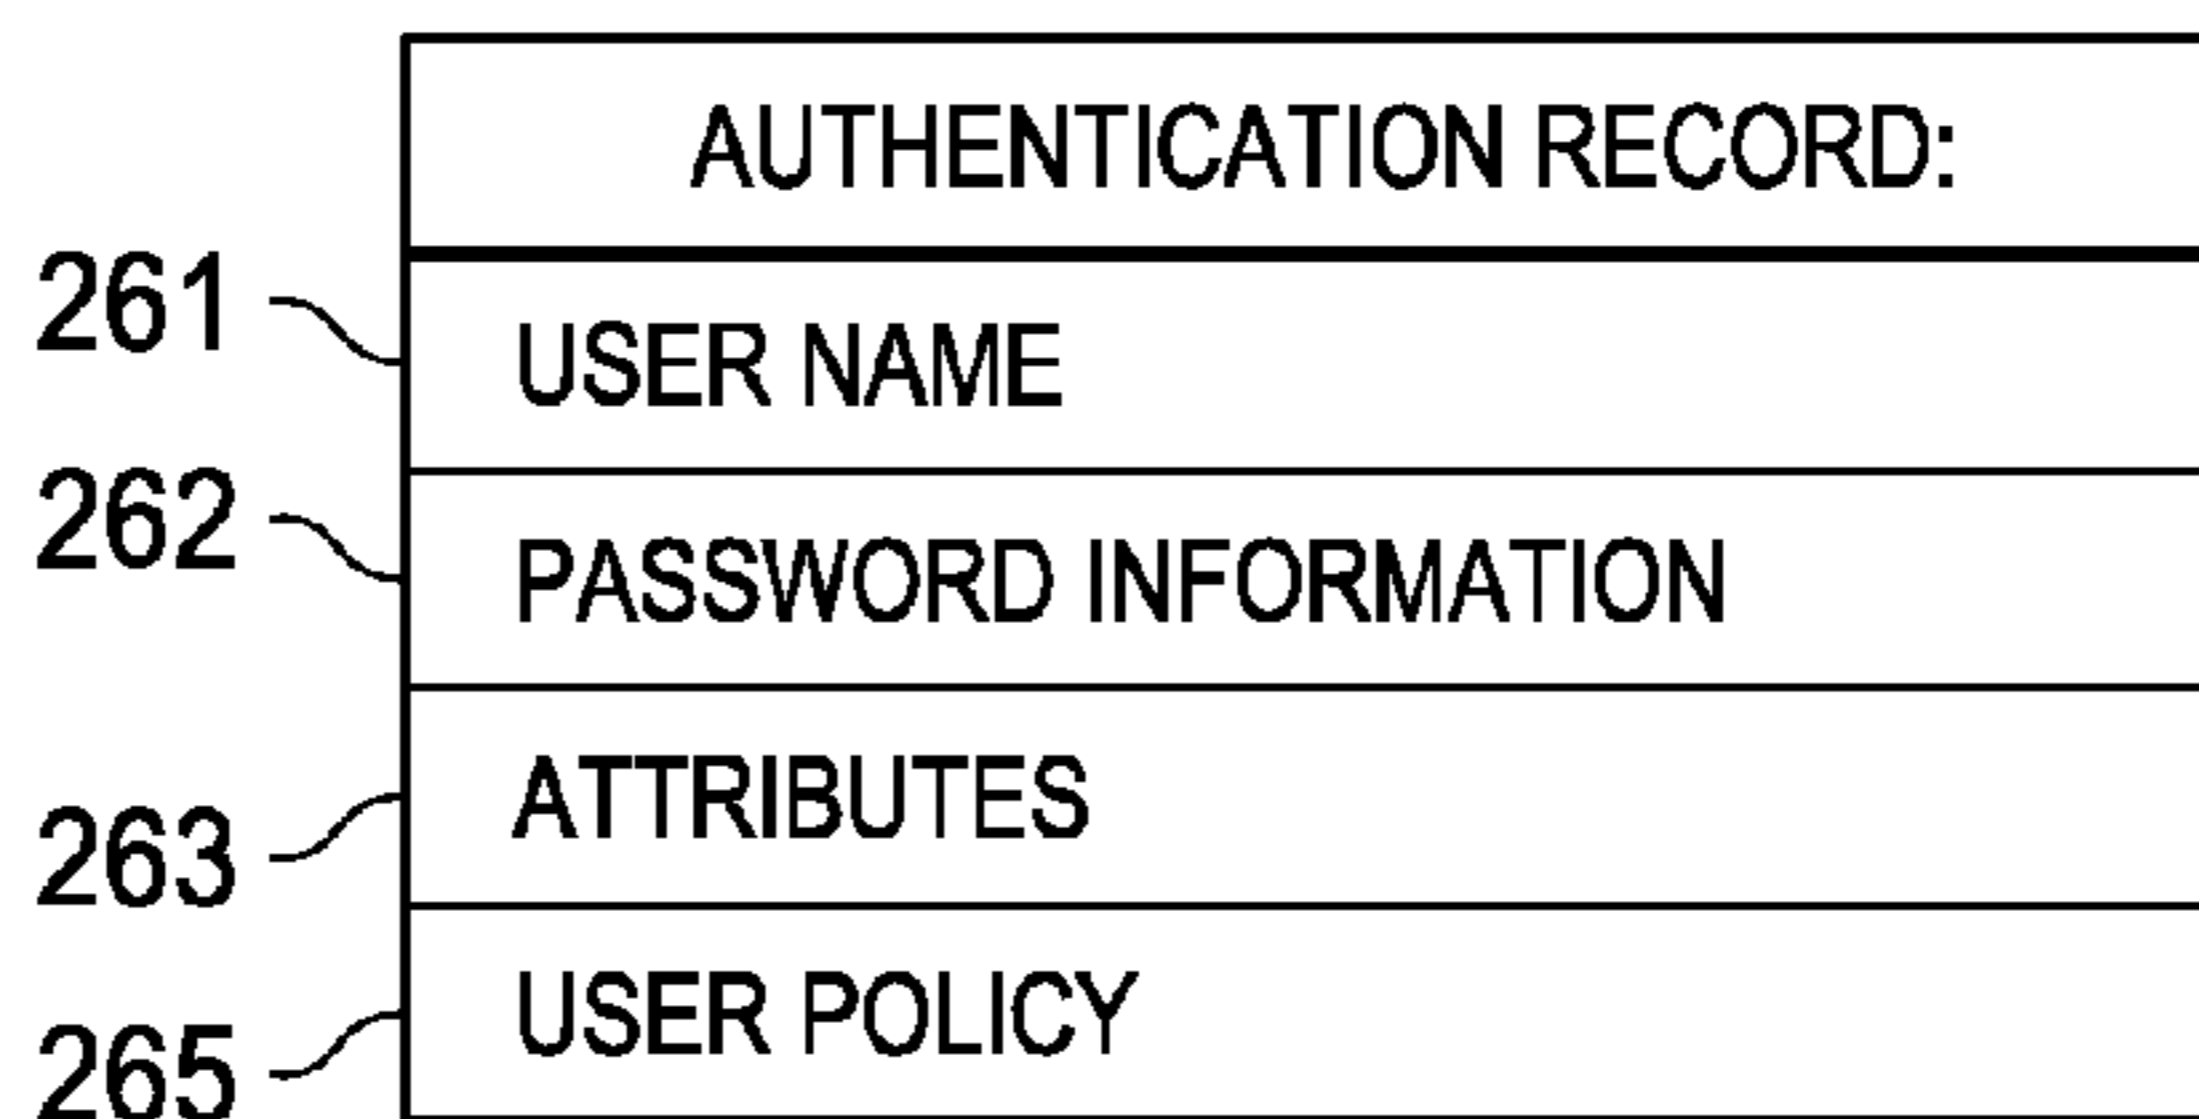 AUTHENTICATION RECORD:
261 USER NAME
262 PASSWORD INFORMATION
263 ATTRIBUTES
265 USER POLICY